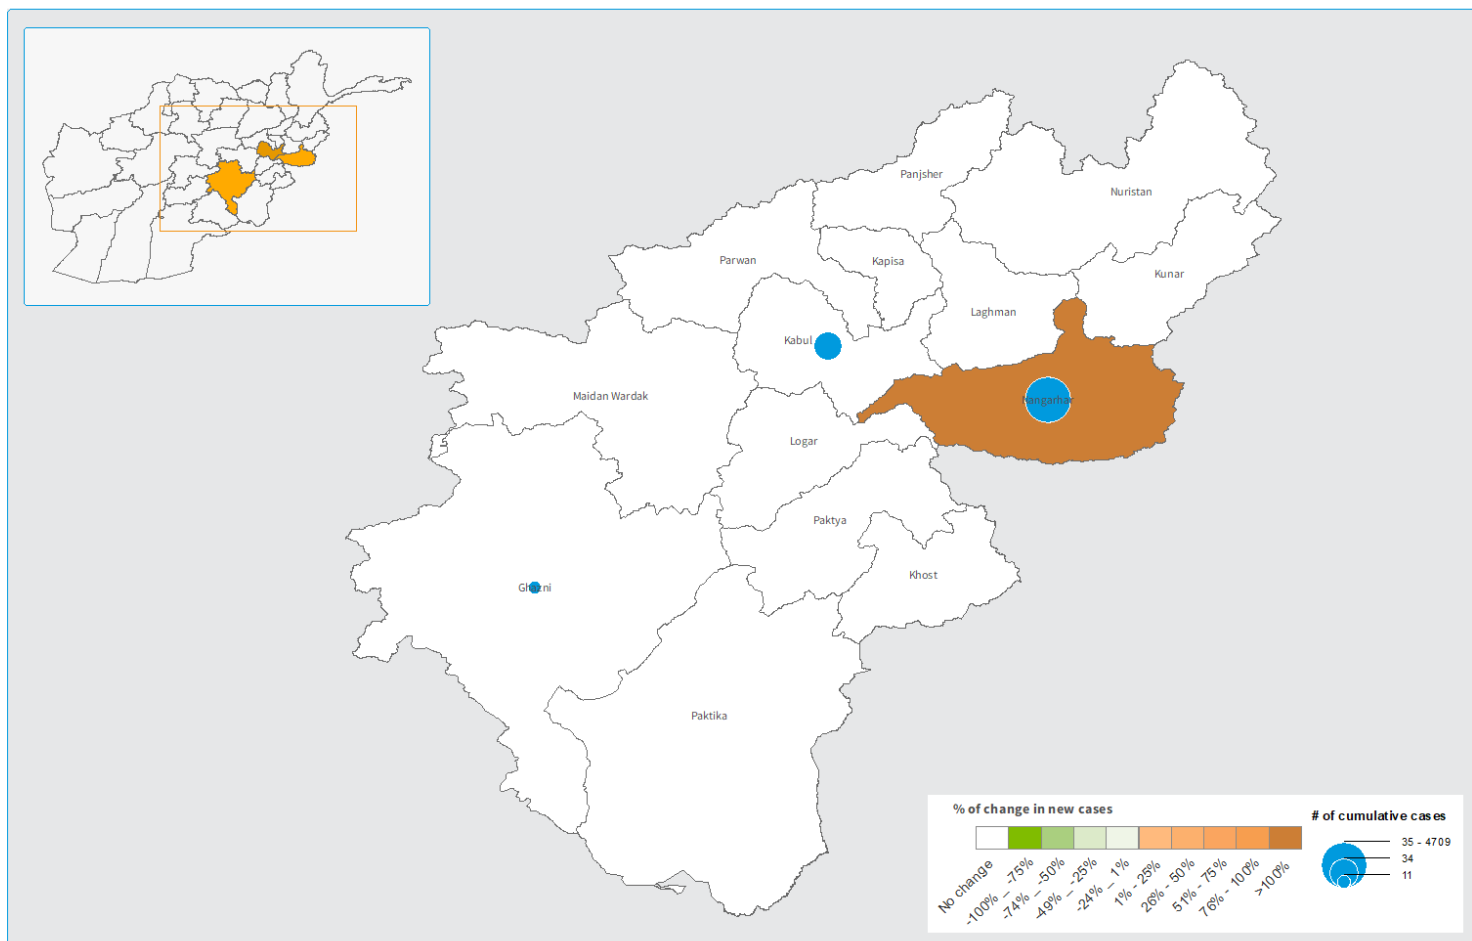 Panjsher
Nuristan
Parwan
Kapisa
Kunar
Laghman
Kabul
Maidan Wardak
Nangarhar
Logar
Paktya
Khost
Ghazni
Paktika
% of change in new cases
No change
-100% _ -75%
-74% _ -50%
-49% _ -25%
-24% _ 1%
1% - 25%
26% - 50%
51% - 75%
76% - 100%
>100%
# of cumulative cases
35 - 4709
34
11